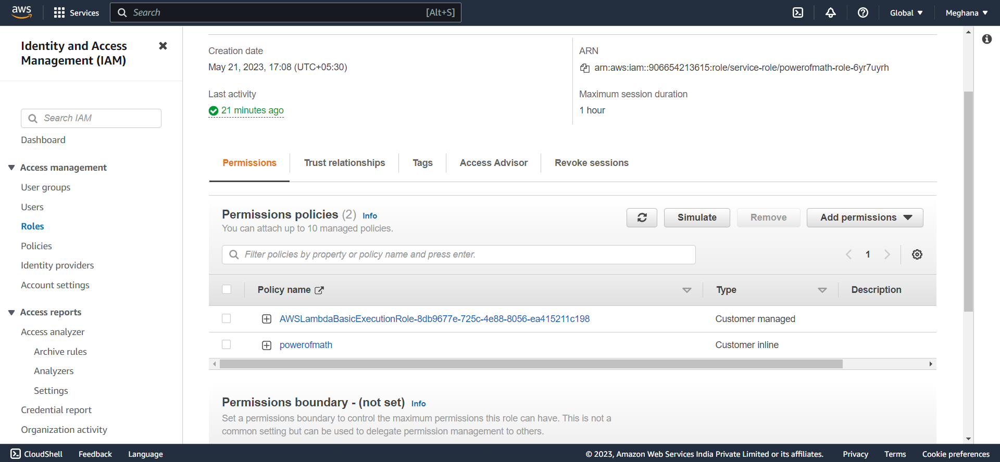 aws
Services
Search
[Alt+S]
Global
Meghana
Identity and Access
Management (IAM)
Search IAM
Dashboard
Access management
User groups
Users
Roles
Policies
Identity providers
Account settings
Access reports
Access analyzer
Archive rules
Analyzers
Settings
Credential report
Organization activity
Creation date
May 21, 2023, 17:08 (UTC+05:30)
ARN
arn:aws:iam::906654213615:role/service-role/powerofmath-role-6yr7uyrh
Last activity
21 minutes ago
Maximum session duration
1 hour
Permissions
Trust relationships
Tags
Access Advisor
Revoke sessions
Permissions policies (2) Info
You can attach up to 10 managed policies.
Simulate
Remove
Add permissions
Filter policies by property or policy name and press enter.
1
Policy name
Type
Description
AWSLambdaBasicExecutionRole-8db9677e-725c-4e88-8056-ea415211c198
Customer managed
powerofmath
Customer inline
Permissions boundary - (not set) Info
Set a permissions boundary to control the maximum permissions this role can have. This is not a
common setting but can be used to delegate permission management to others.
CloudShell
Feedback
Language
© 2023, Amazon Web Services India Private Limited or its affiliates.
Privacy
Terms
Cookie preferences